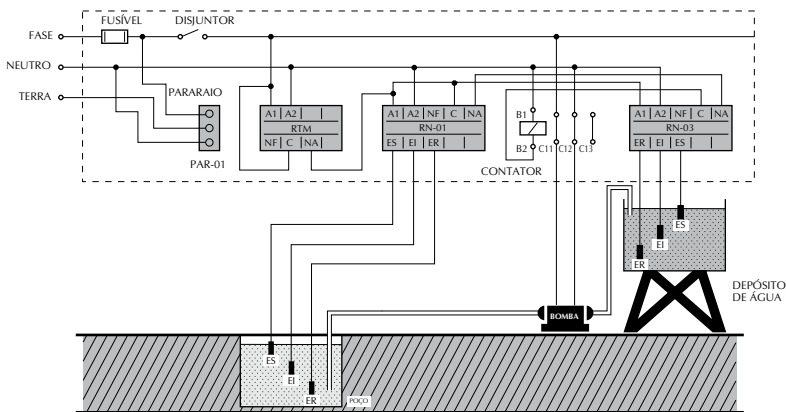 FUSÍVEL DISJUNTOR
FASE
NEUTRO
TERRA
PARARAIO
PAR-01
A1 A2
RTM
NF C NA
A1 A2 NF C NA
RN-01
ES EI ER
B1
B2
C11 C12 C13
CONTATOR
A1 A2 NF C NA
RN-03
ER EI ES
ES
EI
ER
DEPÓSITO
DE ÁGUA
BOMBA
ES
EI
ER
POÇO